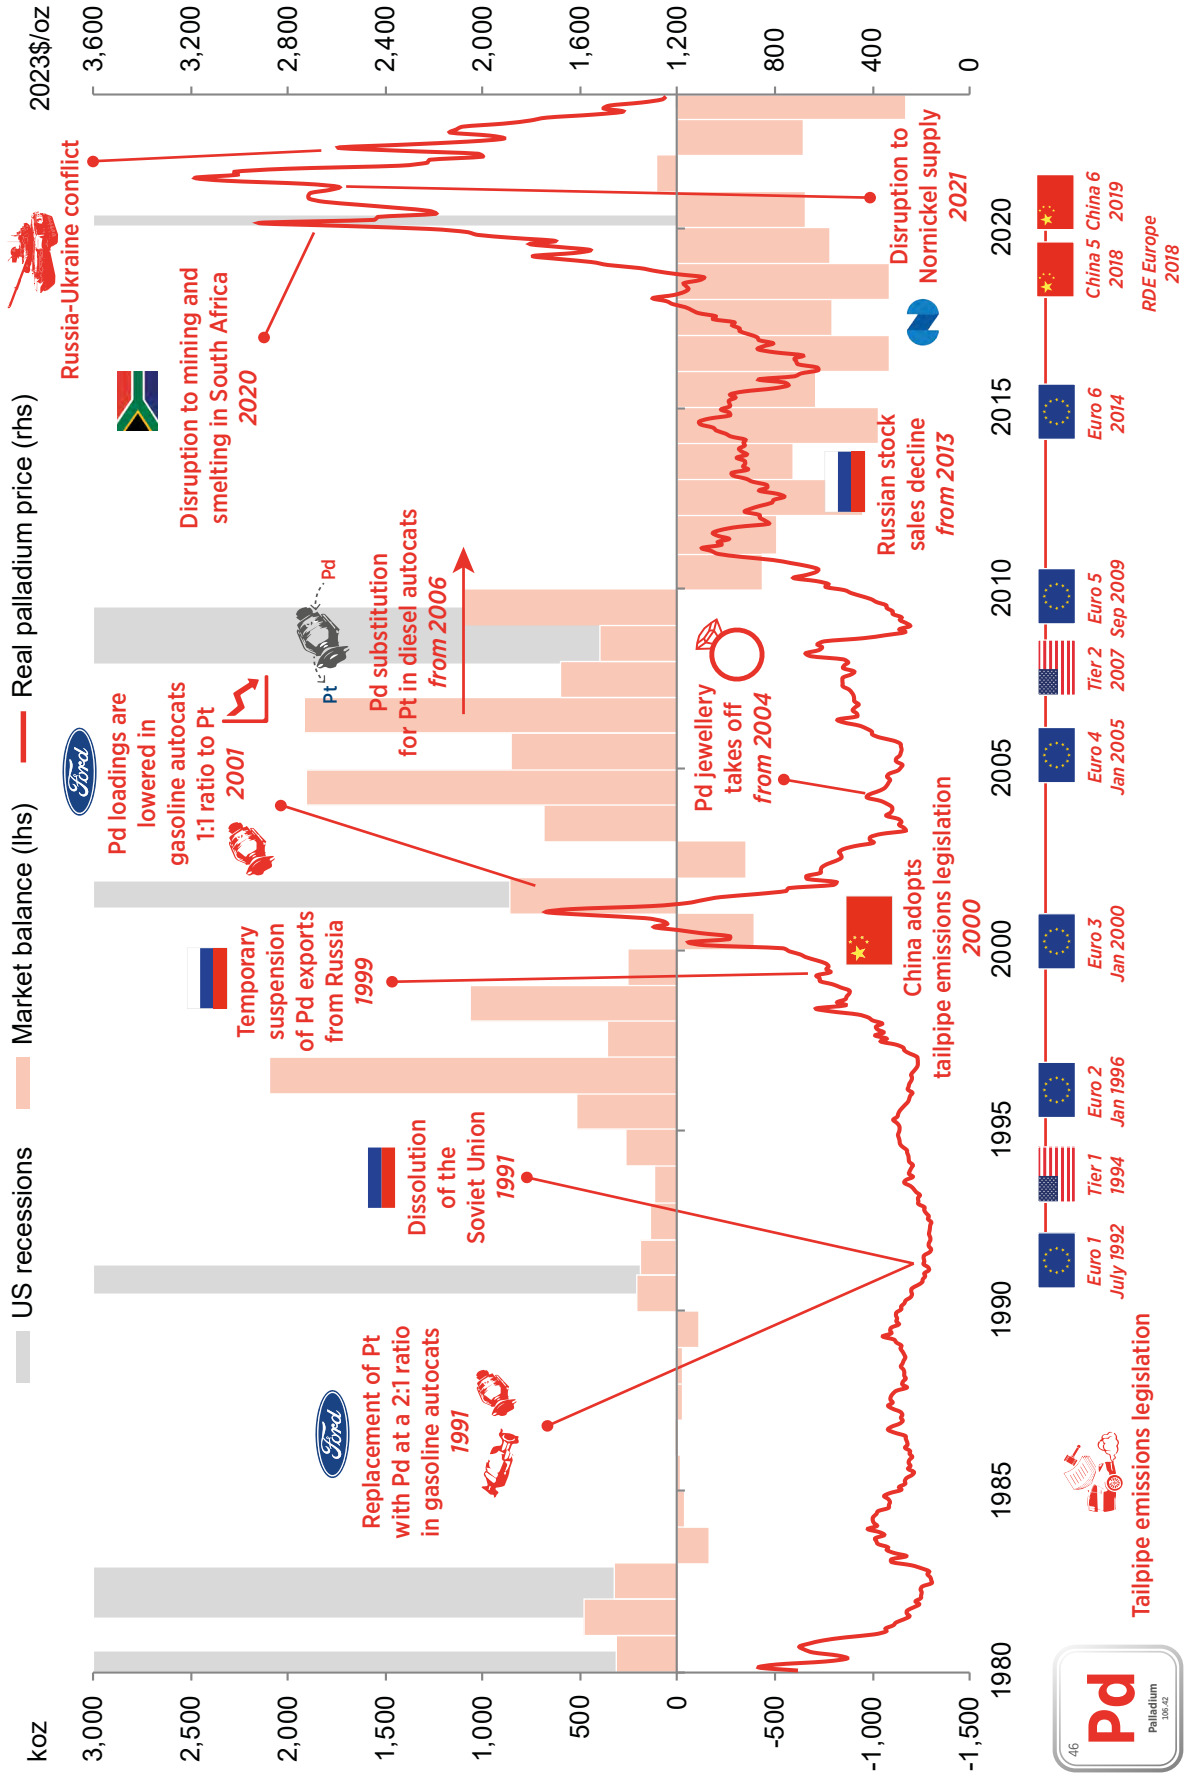 US recessions
Market balance (lhs)
Real palladium price (rhs)
koz
2023$/oz
3,000
2,500
2,000
1,500
1,000
500
0
-500
-1,000
-1,500
3,600
3,200
2,800
2,400
2,000
1,600
1,200
800
400
0
1980
1985
1990
1995
2000
2005
2010
2015
2020
Ford
Replacement of Pt
with Pd at a 2:1 ratio
in gasoline autocats
1991
Dissolution
of the
Soviet Union
1991
Temporary
suspension
of Pd exports
from Russia
1999
Ford
Pd loadings are
lowered in
gasoline autocats
1:1 ratio to Pt
2001
Pt
Pd
Pd substitution
for Pt in diesel autocats
from 2006
Disruption to mining and
smelting in South Africa
2020
Russia-Ukraine conflict
China adopts
tailpipe emissions legislation
2000
Pd jewellery
takes off
from 2004
Russian stock
sales decline
from 2013
Disruption to
Nornickel supply
2021
46
Pd
Palladium
106.42
Tailpipe emissions legislation
Euro 1
July 1992
Tier 1
1994
Euro 2
Jan 1996
Euro 3
Jan 2000
Euro 4
Jan 2005
Tier 2
2007
Euro 5
Sep 2009
Euro 6
2014
China 5
2018
RDE Europe
2018
China 6
2019